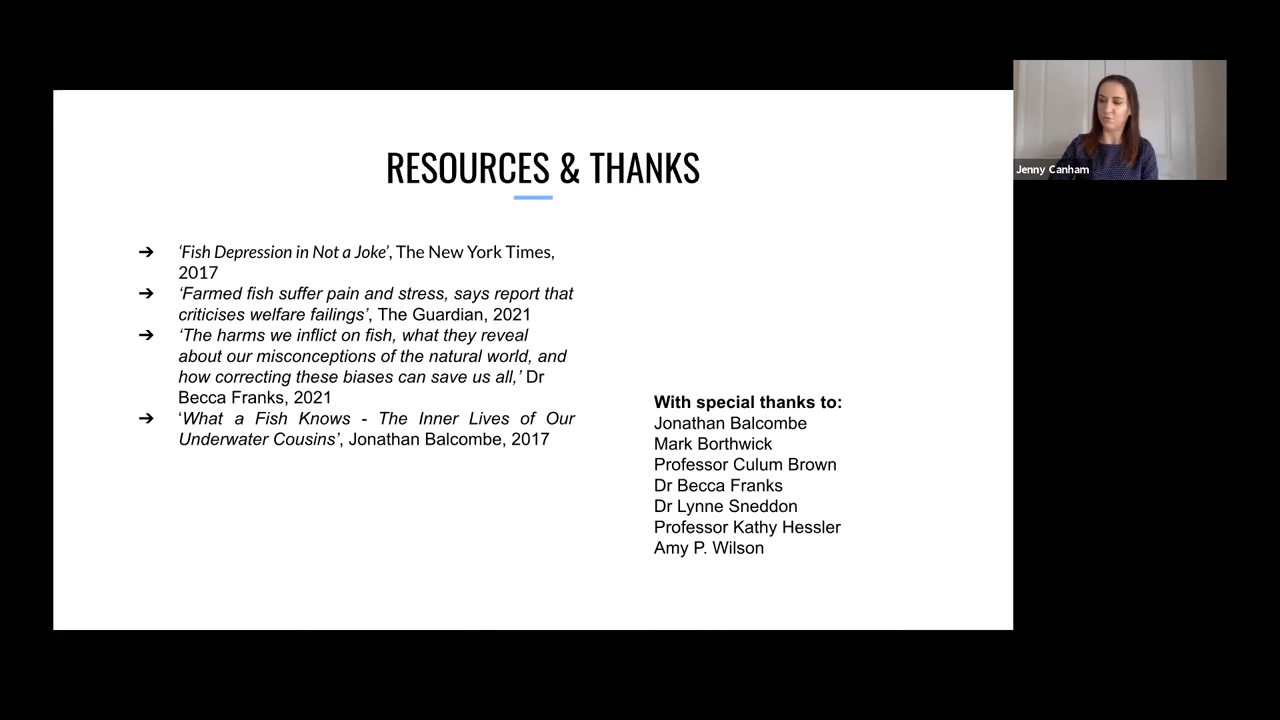 RESOURCES & THANKS
➔ ‘Fish Depression in Not a Joke’, The New York Times,
2017
➔ ‘Farmed fish suffer pain and stress, says report that
criticises welfare failings’, The Guardian, 2021
➔ ‘The harms we inflict on fish, what they reveal
about our misconceptions of the natural world, and
how correcting these biases can save us all,’ Dr
Becca Franks, 2021
➔ ‘What a Fish Knows - The Inner Lives of Our
Underwater Cousins’, Jonathan Balcombe, 2017
With special thanks to:
Jonathan Balcombe
Mark Borthwick
Professor Culum Brown
Dr Becca Franks
Dr Lynne Sneddon
Professor Kathy Hessler
Amy P. Wilson
Jenny Canham